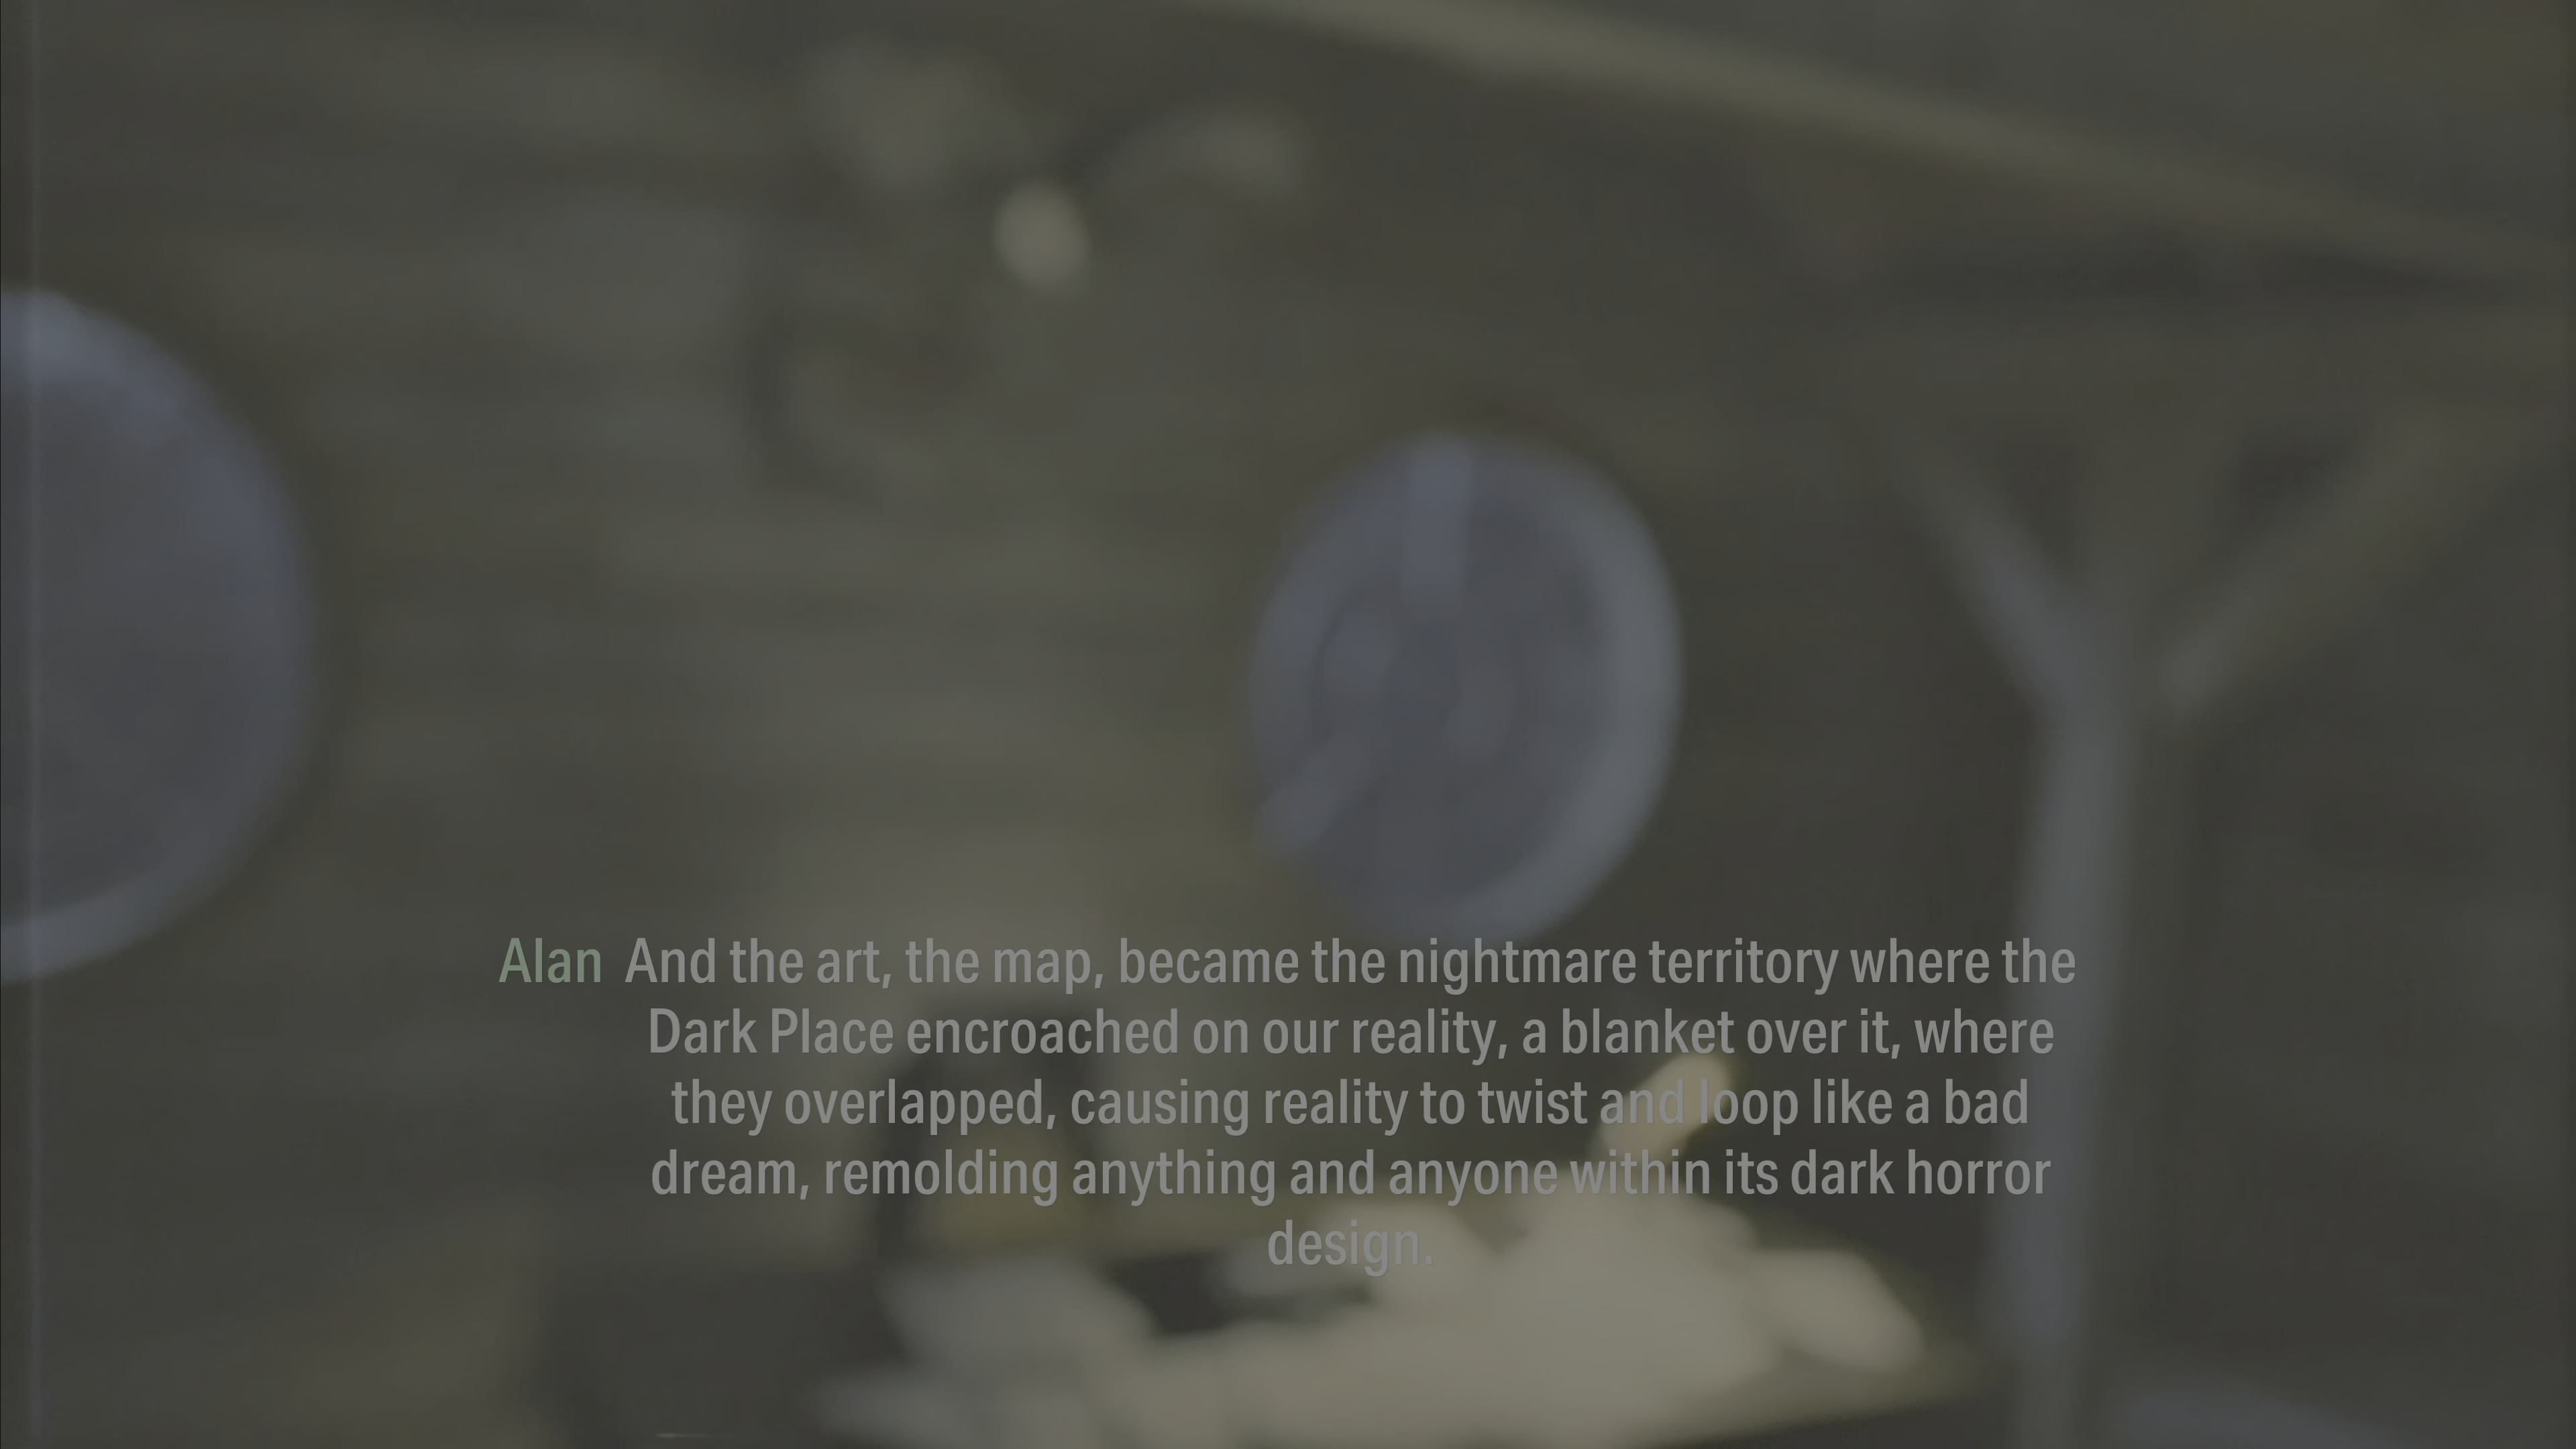 Alan And the art, the map, became the nightmare territory where the
Dark Place encroached on our reality, a blanket over it, where
they overlapped, causing reality to twist and loop like a bad
dream, remolding anything and anyone within its dark horror
design.